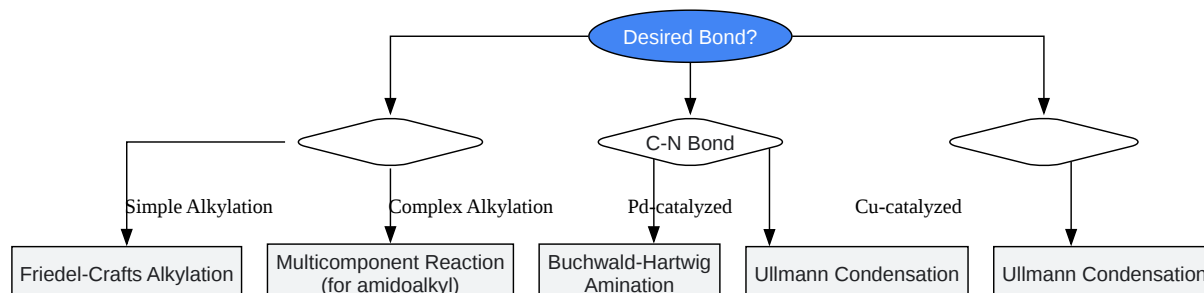 Desired Bond?
C-N Bond
Simple Alkylation
Complex Alkylation
Pd-catalyzed
Cu-catalyzed
Friedel-Crafts Alkylation
Multicomponent Reaction
(for amidoalkyl)
Buchwald-Hartwig
Amination
Ullmann Condensation
Ullmann Condensation